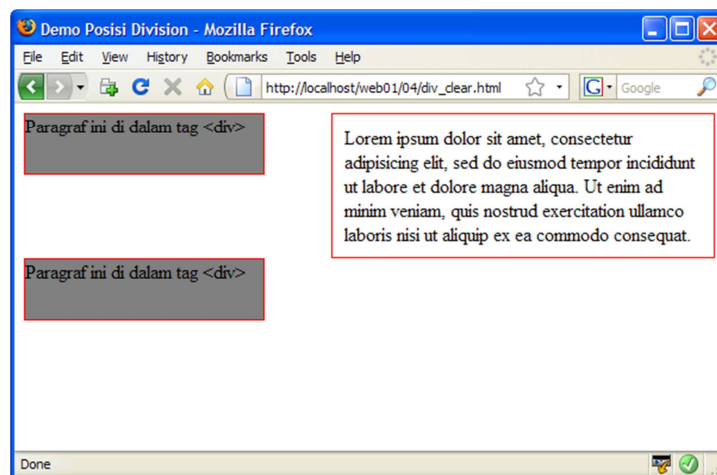 Demo Posisi Division - Mozilla Firefox
File Edit View History Bookmarks Tools Help
http://localhost/web01/04/div_clear.html G Google
Paragraf ini di dalam tag <div>
Lorem ipsum dolor sit amet, consectetur
adipisicing elit, sed do eiusmod tempor incididunt
ut labore et dolore magna aliqua. Ut enim ad
minim veniam, quis nostrud exercitation ullamco
laboris nisi ut aliquip ex ea commodo consequat.
Paragraf ini di dalam tag <div>
Done